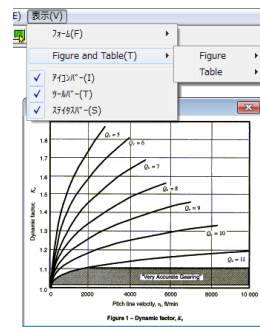 E) 表示(V)
ﾌｫｰﾑ(F)
Figure and Table(T) Figure
Table
ｱｲｺﾝﾊﾞｰ(I)
ﾂｰﾙﾊﾞｰ(T)
ｽﾃｲﾀｽﾊﾞｰ(S)
Qᵥ = 5
Qᵥ = 6
Qᵥ = 7
Qᵥ = 8
Qᵥ = 9
Qᵥ = 10
Qᵥ = 11
1.8
1.7
1.6
1.5
1.4
1.3
1.2
1.1
1.0
Dynamic factor, Kᵥ
"Very Accurate Gearing"
0 2000 4000 6000 8000 10 000
Pitch line velocity, vₜ, ft/min
Figure 1 – Dynamic factor, Kᵥ